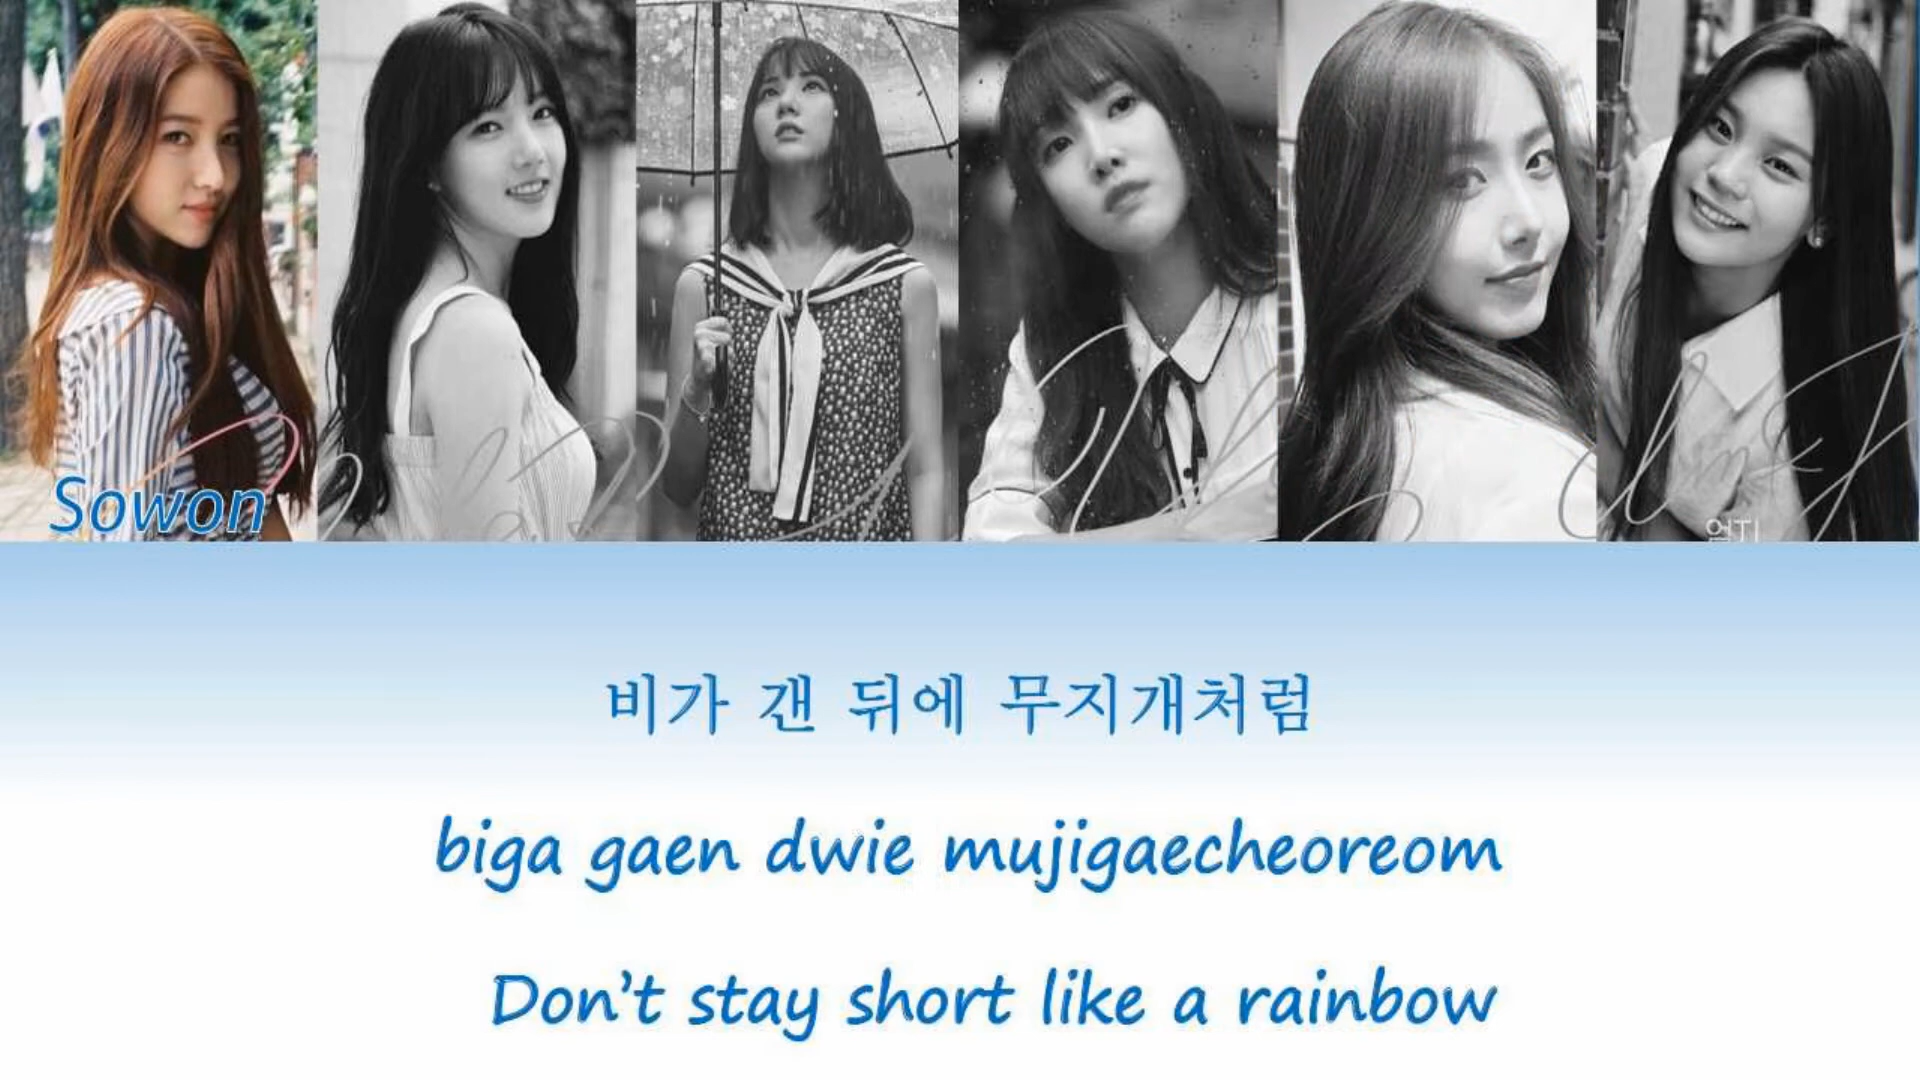 Sowon
엄지
비가 갠 뒤에 무지개처럼
biga gaen dwie mujigaecheoreom
Don't stay short like a rainbow